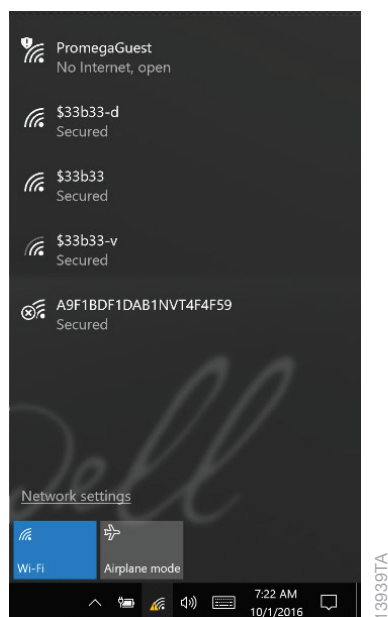 PromegaGuest
No Internet, open
$33b33-d
Secured
$33b33
Secured
$33b33-v
Secured
A9F1BDF1DAB1NVT4F4F59
Secured
Dell
Network settings
Wi-Fi
Airplane mode
7:22 AM
10/1/2016
13939TA